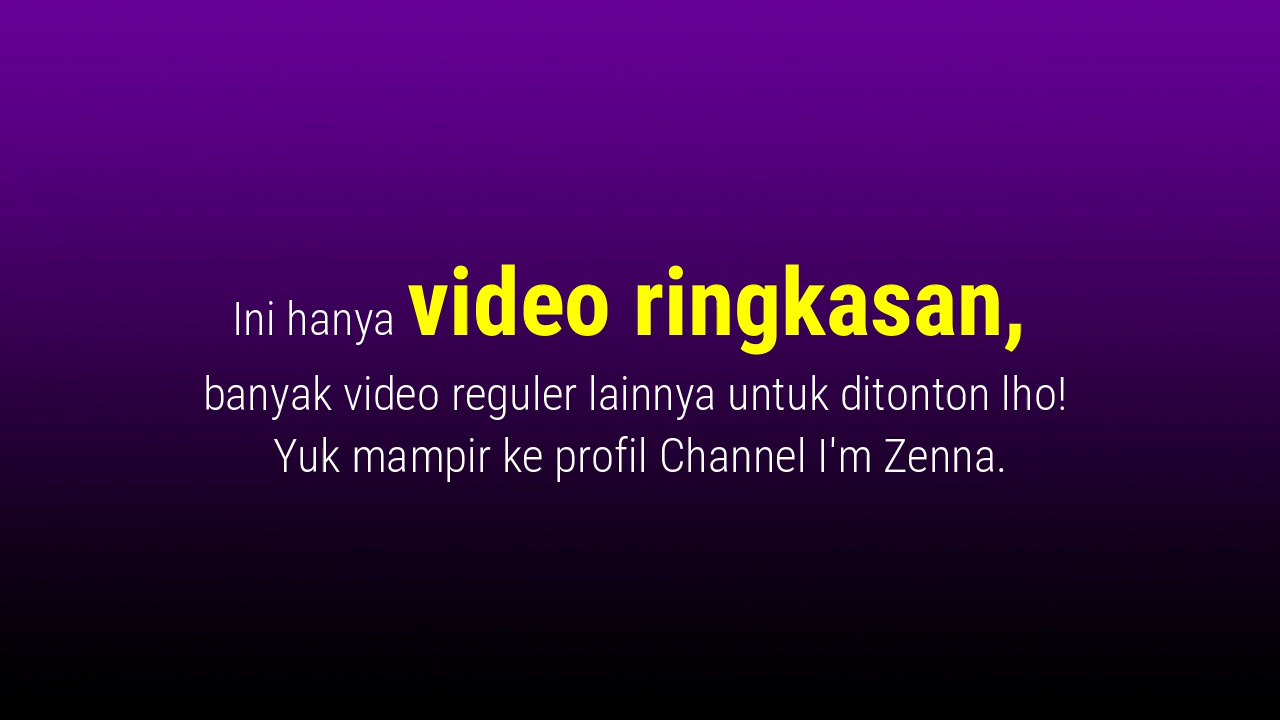 Ini hanya video ringkasan,
banyak video reguler lainnya untuk ditonton lho!
Yuk mampir ke profil Channel I'm Zenna.